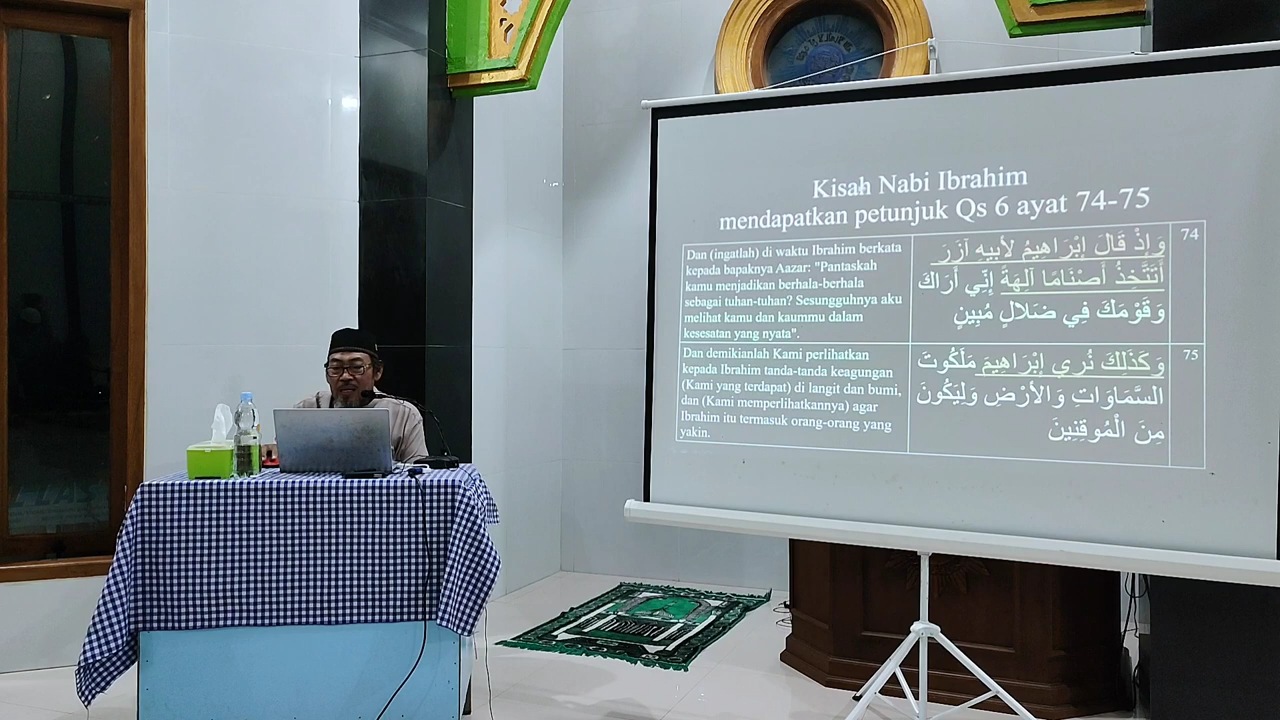 Kisah Nabi Ibrahim
mendapatkan petunjuk Qs 6 ayat 74-75
Dan (ingatlah) di waktu Ibrahim berkata
kepada bapaknya Aazar: "Pantaskah
kamu menjadikan berhala-berhala
sebagai tuhan-tuhan? Sesungguhnya aku
melihat kamu dan kaummu dalam
kesesatan yang nyata".
وَإِذْ قَالَ إِبْرَاهِيمُ لأبِيهِ آزَرَ
أَتَتَّخِذُ أَصْنَامًا آلِهَةً إِنِّي أَرَاكَ
وَقَوْمَكَ فِي ضَلالٍ مُبِينٍ
74
Dan demikianlah Kami perlihatkan
kepada Ibrahim tanda-tanda keagungan
(Kami yang terdapat) di langit dan bumi,
dan (Kami memperlihatkannya) agar
Ibrahim itu termasuk orang-orang yang
yakin.
وَكَذَلِكَ نُرِي إِبْرَاهِيمَ مَلَكُوتَ
السَّمَاوَاتِ وَالأرْضِ وَلِيَكُونَ
مِنَ الْمُوقِنِينَ
75